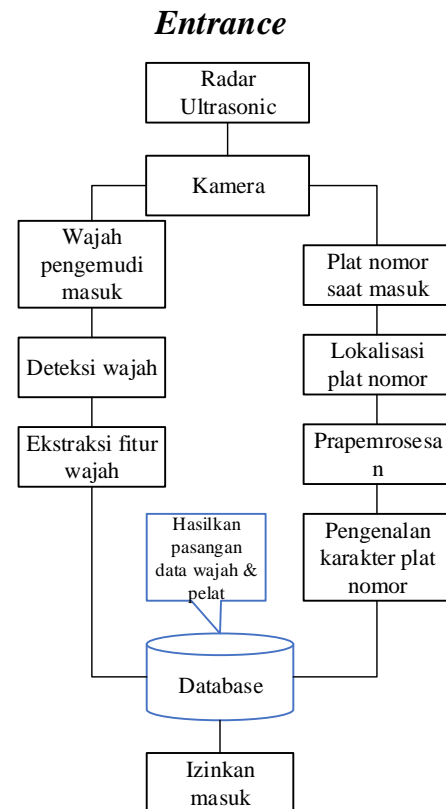 Entrance
Radar
Ultrasonic
Kamera
Wajah
pengemudi
masuk
Deteksi wajah
Ekstraksi fitur
wajah
Plat nomor
saat masuk
Lokalisasi
plat nomor
Prapemrosesa
n
Pengenalan
karakter plat
nomor
Hasilkan
pasangan
data wajah &
pelat
Database
Izinkan
masuk